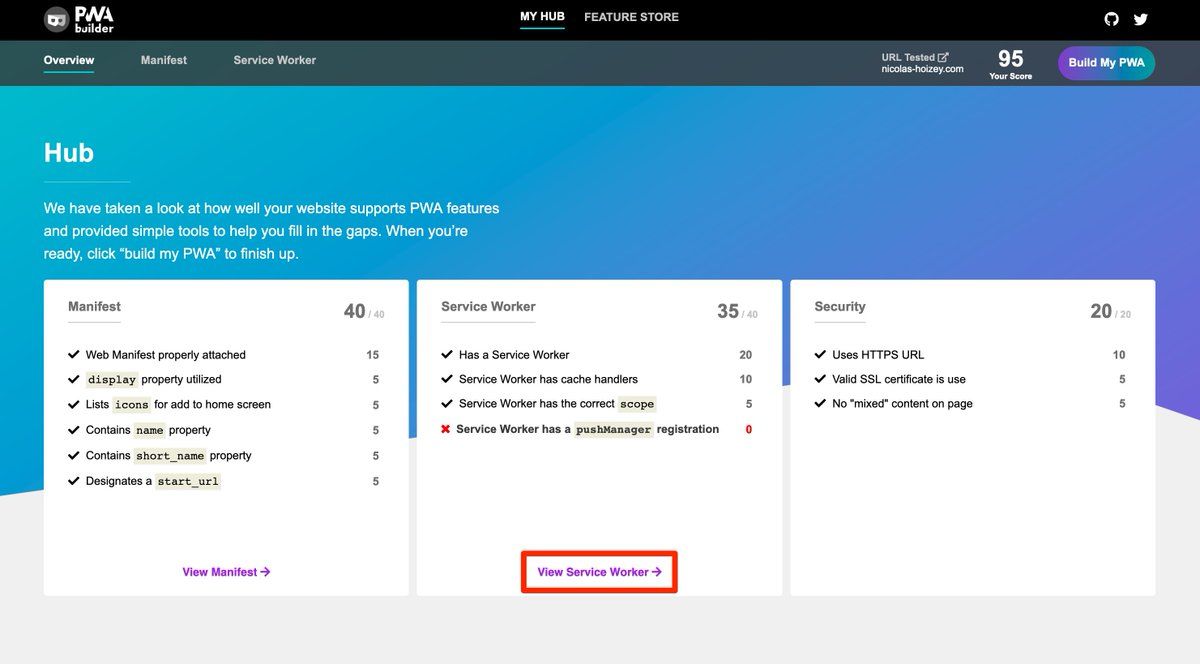 PWA
builder
MY HUB
FEATURE STORE
Overview
Manifest
Service Worker
URL Tested
nicolas-hoizey.com
95
Your Score
Build My PWA
Hub
We have taken a look at how well your website supports PWA features
and provided simple tools to help you fill in the gaps. When you’re
ready, click “build my PWA” to finish up.
Manifest 40 / 40
Web Manifest properly attached 15
display property utilized 5
Lists icons for add to home screen 5
Contains name property 5
Contains short_name property 5
Designates a start_url 5
View Manifest
Service Worker 35 / 40
Has a Service Worker 20
Service Worker has cache handlers 10
Service Worker has the correct scope 5
Service Worker has a pushManager registration 0
View Service Worker
Security 20 / 20
Uses HTTPS URL 10
Valid SSL certificate is use 5
No "mixed" content on page 5